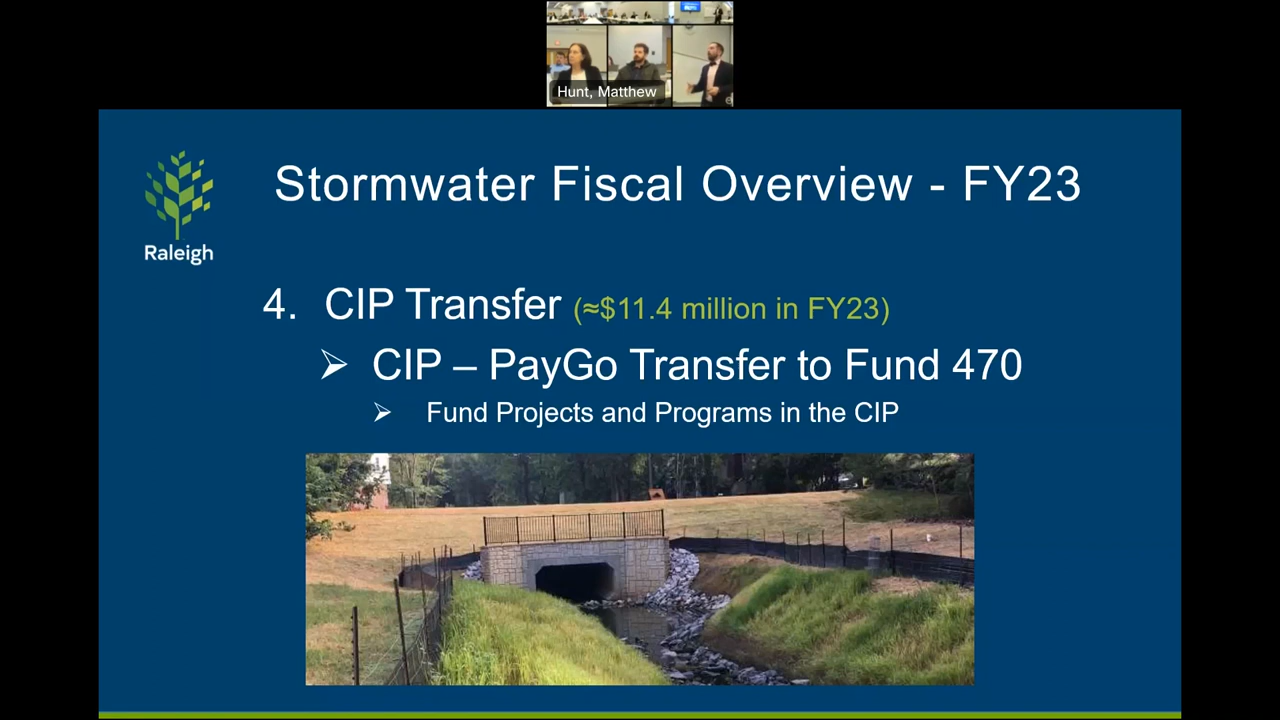 Hunt, Matthew
Stormwater Fiscal Overview - FY23
Raleigh
4. CIP Transfer (≈$11.4 million in FY23)
➢ CIP – PayGo Transfer to Fund 470
➢ Fund Projects and Programs in the CIP